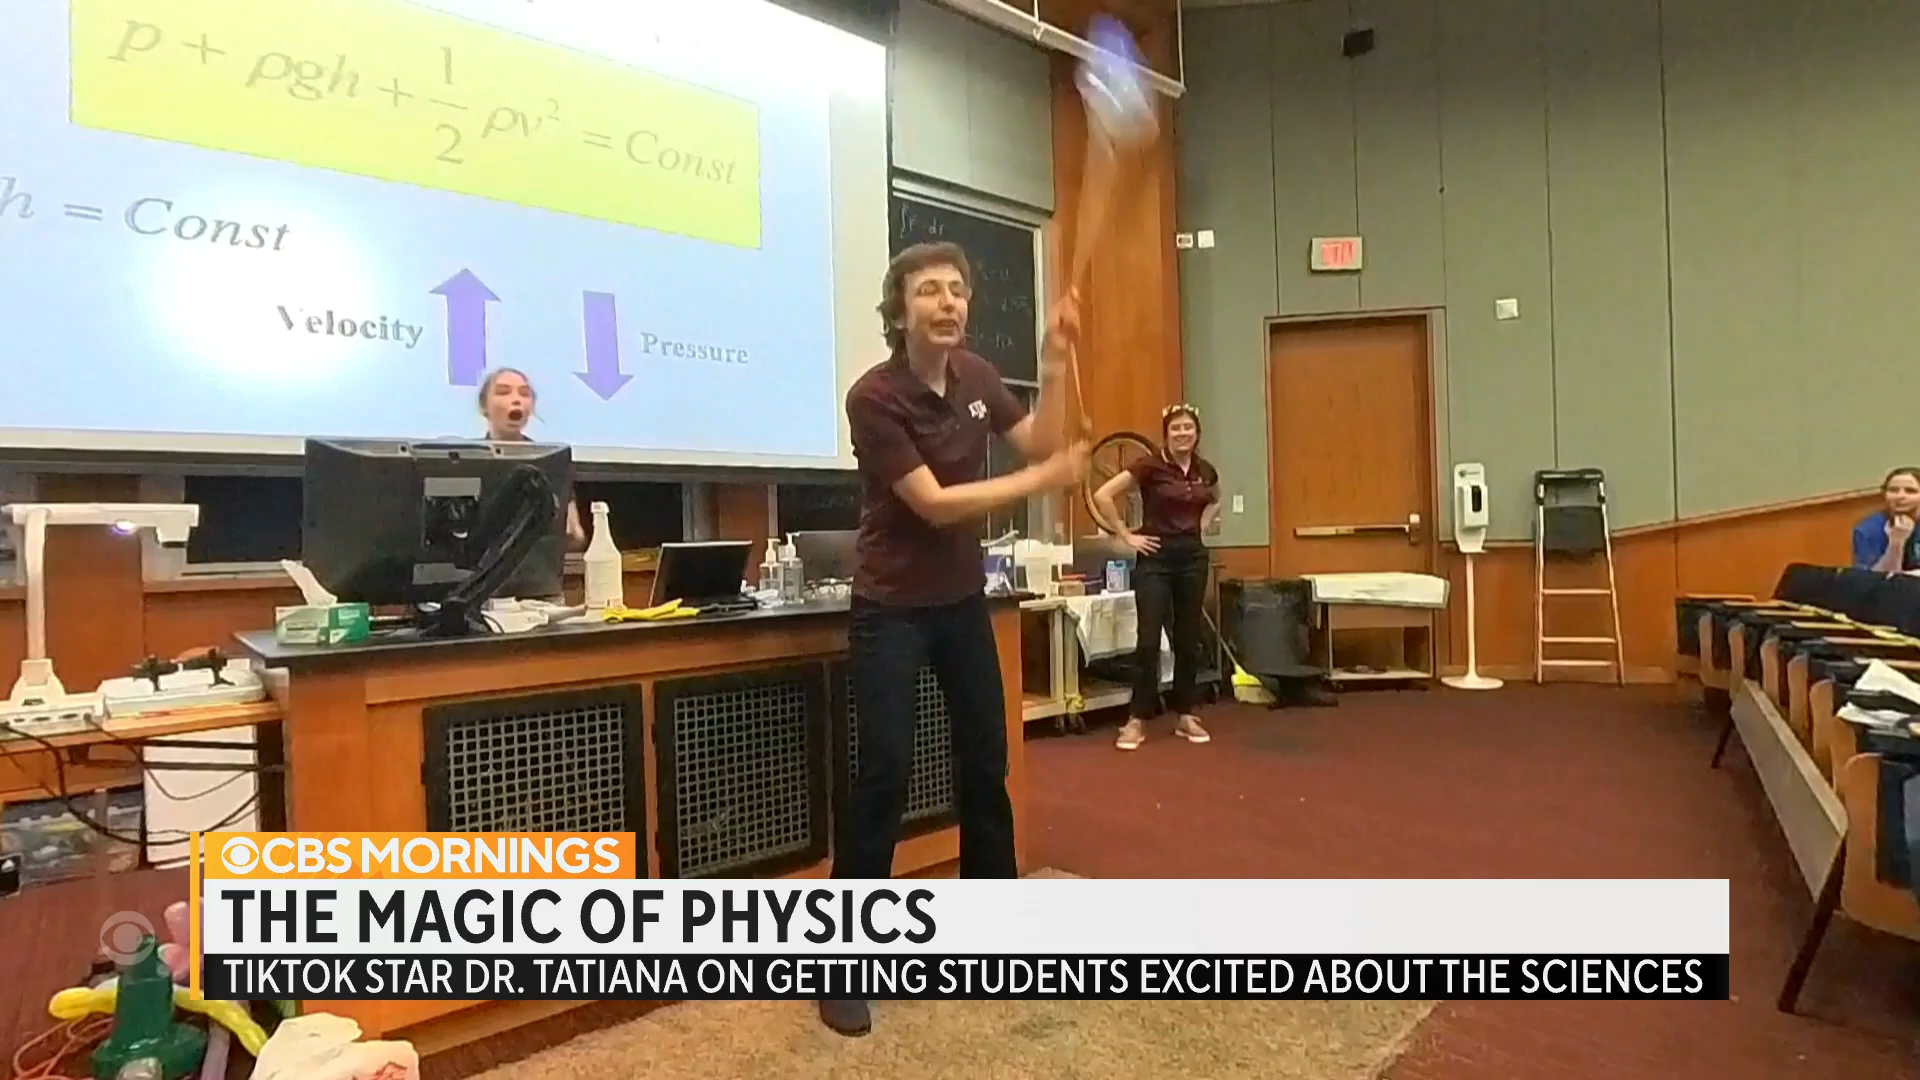 p + ρgh + 1/2 ρv² = Const
h = Const
Velocity
Pressure
CBS MORNINGS
THE MAGIC OF PHYSICS
TIKTOK STAR DR. TATIANA ON GETTING STUDENTS EXCITED ABOUT THE SCIENCES